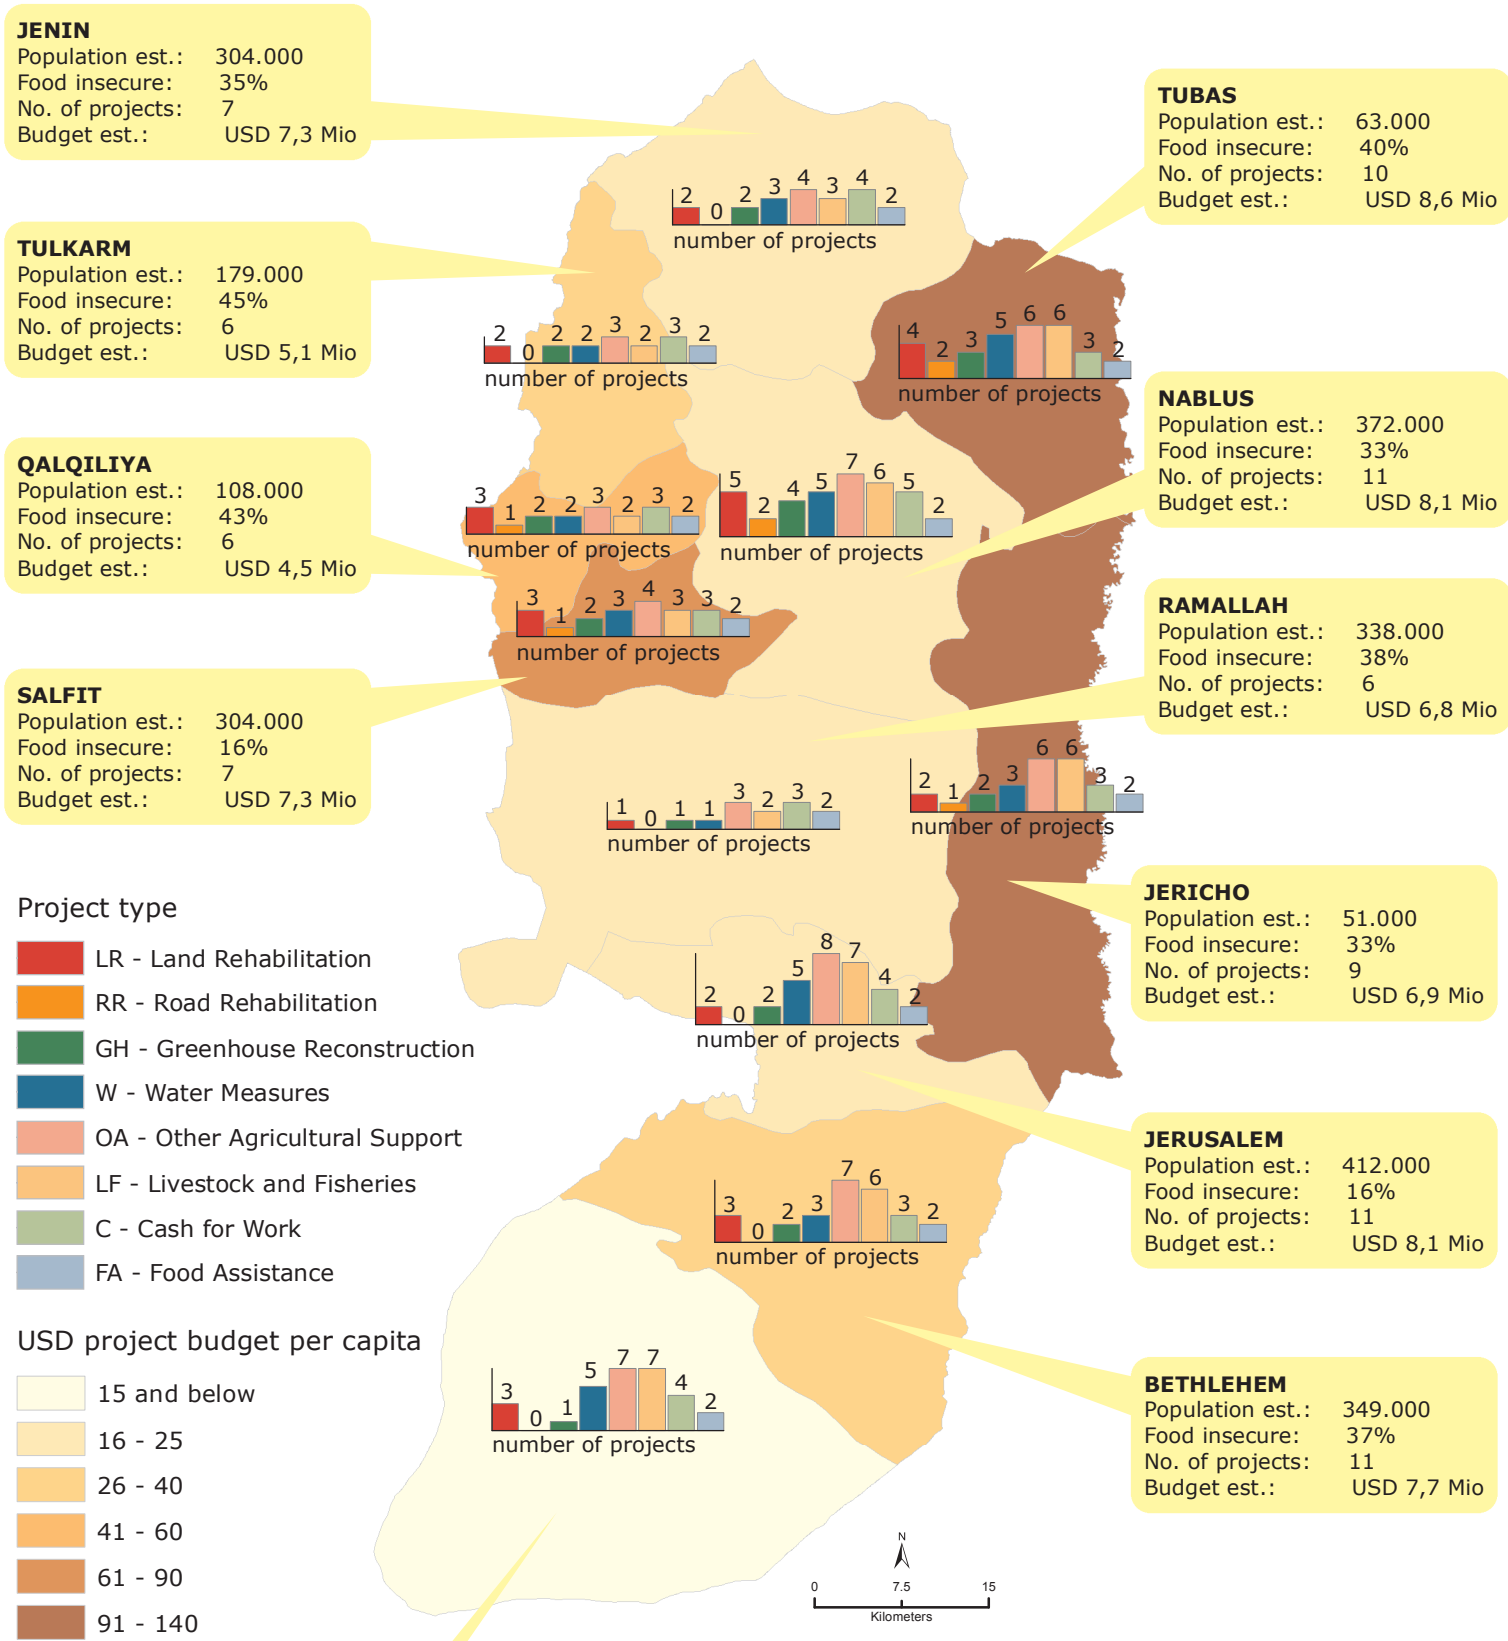 JENIN
Population est.: 304.000
Food insecure: 35%
No. of projects: 7
Budget est.: USD 7,3 Mio
TUBAS
Population est.: 63.000
Food insecure: 40%
No. of projects: 10
Budget est.: USD 8,6 Mio
2 0 2 3 4 3 4 2
number of projects
TULKARM
Population est.: 179.000
Food insecure: 45%
No. of projects: 6
Budget est.: USD 5,1 Mio
2 0 2 2 3 2 3 2
number of projects
4 2 3 5 6 6 3 2
number of projects
NABLUS
Population est.: 372.000
Food insecure: 33%
No. of projects: 11
Budget est.: USD 8,1 Mio
QALQILIYA
Population est.: 108.000
Food insecure: 43%
No. of projects: 6
Budget est.: USD 4,5 Mio
3 1 2 2 3 2 3 2
number of projects
5 2 4 5 7 6 5 2
number of projects
3 1 2 3 4 3 3 2
number of projects
RAMALLAH
Population est.: 338.000
Food insecure: 38%
No. of projects: 6
Budget est.: USD 6,8 Mio
SALFIT
Population est.: 304.000
Food insecure: 16%
No. of projects: 7
Budget est.: USD 7,3 Mio
1 0 1 1 3 2 3 2
number of projects
2 1 2 3 6 6 3 2
number of projects
JERICHO
Population est.: 51.000
Food insecure: 33%
No. of projects: 9
Budget est.: USD 6,9 Mio
2 0 2 5 8 7 4 2
number of projects
JERUSALEM
Population est.: 412.000
Food insecure: 16%
No. of projects: 11
Budget est.: USD 8,1 Mio
3 0 2 3 7 6 3 2
number of projects
BETHLEHEM
Population est.: 349.000
Food insecure: 37%
No. of projects: 11
Budget est.: USD 7,7 Mio
3 0 1 5 7 7 4 2
number of projects
Project type
LR - Land Rehabilitation
RR - Road Rehabilitation
GH - Greenhouse Reconstruction
W - Water Measures
OA - Other Agricultural Support
LF - Livestock and Fisheries
C - Cash for Work
FA - Food Assistance
USD project budget per capita
15 and below
16 - 25
26 - 40
41 - 60
61 - 90
91 - 140
N
0 7.5 15
Kilometers